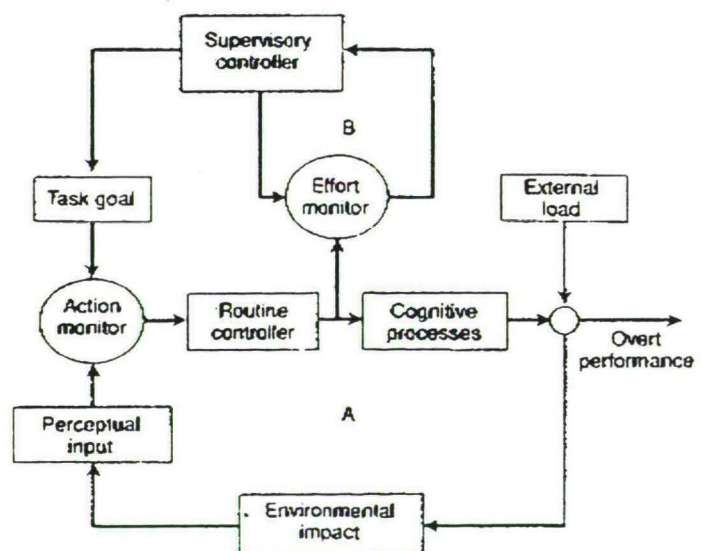 Supervisory
controller
B
Task goal
Effort
monitor
External
load
Action
monitor
Routine
controller
Cognitive
processes
Overt
performance
Perceptual
input
A
Environmental
impact